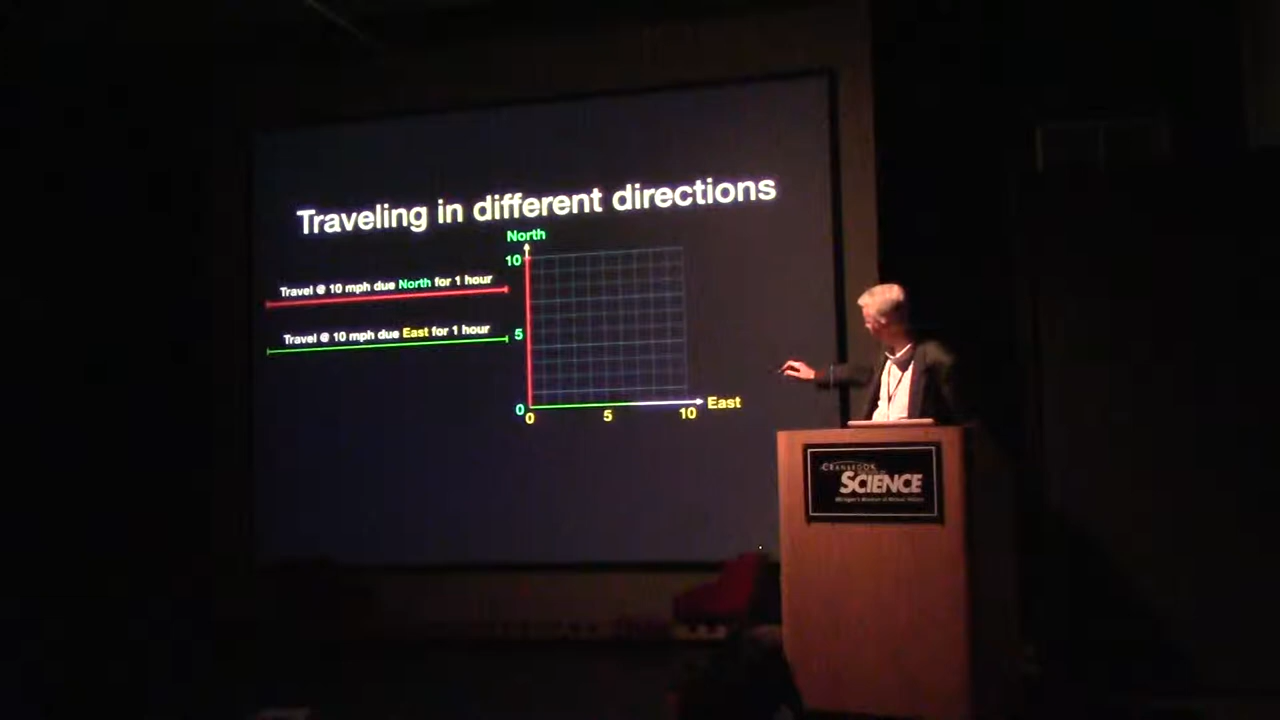 Traveling in different directions
North
10
Travel @ 10 mph due North for 1 hour
5
Travel @ 10 mph due East for 1 hour
0
0
5
10
East
CRANBROOK
SCIENCE